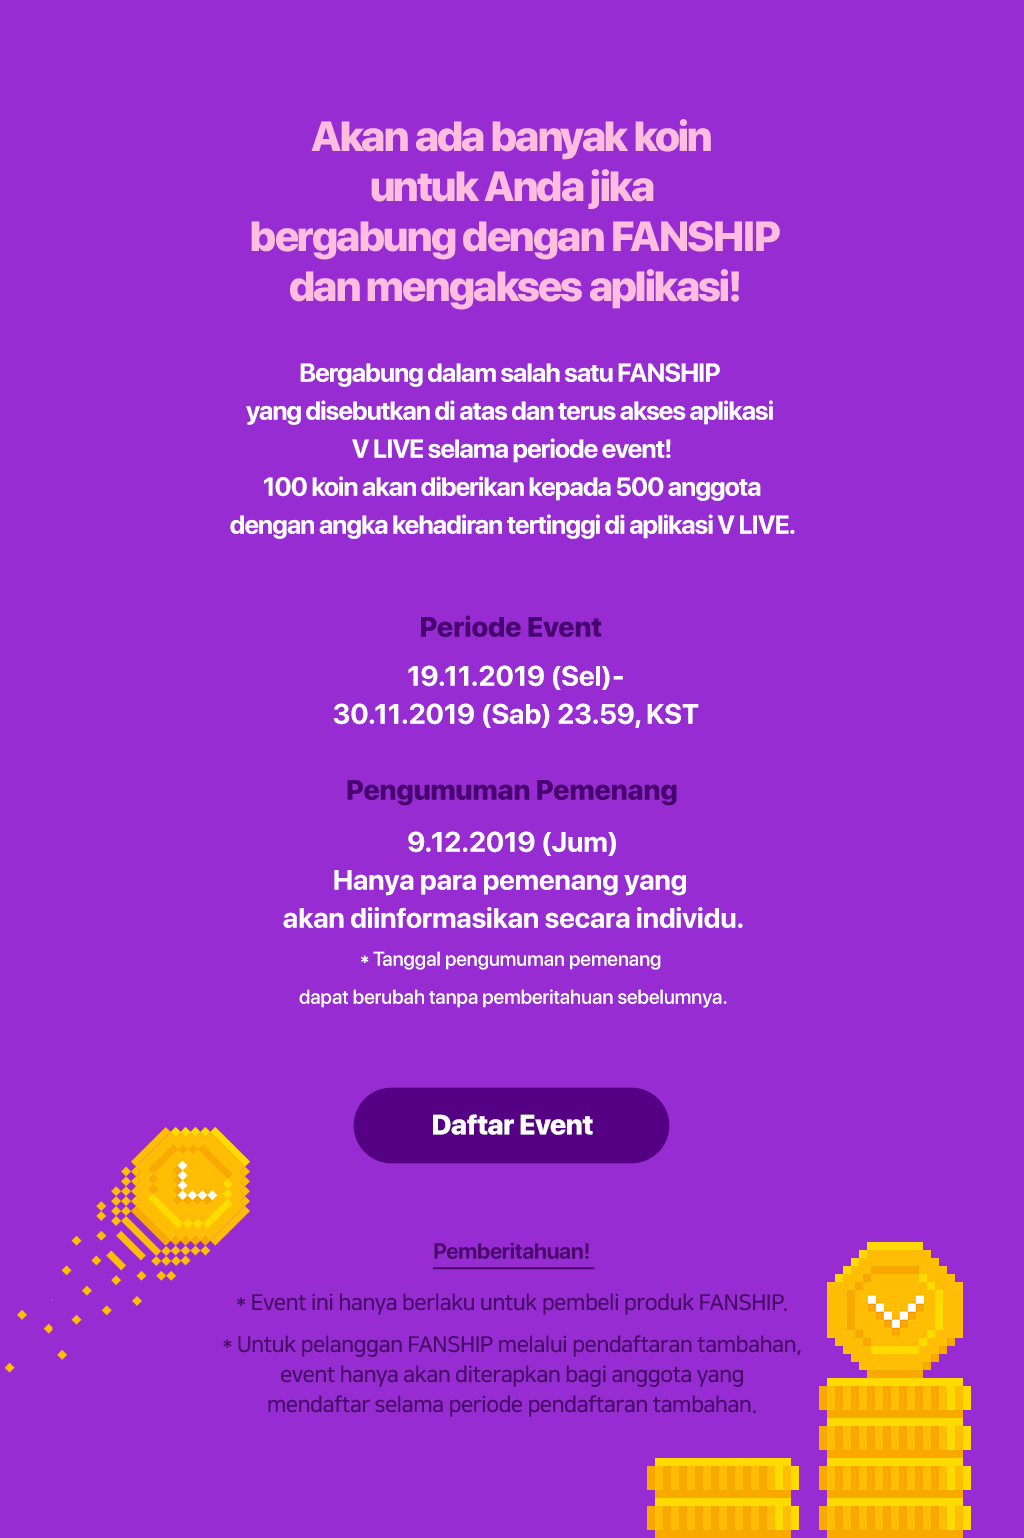 Akan ada banyak koin
untuk Anda jika
bergabung dengan FANSHIP
dan mengakses aplikasi!
Bergabung dalam salah satu FANSHIP
yang disebutkan di atas dan terus akses aplikasi
V LIVE selama periode event!
100 koin akan diberikan kepada 500 anggota
dengan angka kehadiran tertinggi di aplikasi V LIVE.
Periode Event
19.11.2019 (Sel)-
30.11.2019 (Sab) 23.59, KST
Pengumuman Pemenang
9.12.2019 (Jum)
Hanya para pemenang yang
akan diinformasikan secara individu.
* Tanggal pengumuman pemenang
dapat berubah tanpa pemberitahuan sebelumnya.
Daftar Event
Pemberitahuan!
* Event ini hanya berlaku untuk pembeli produk FANSHIP.
* Untuk pelanggan FANSHIP melalui pendaftaran tambahan,
event hanya akan diterapkan bagi anggota yang
mendaftar selama periode pendaftaran tambahan.